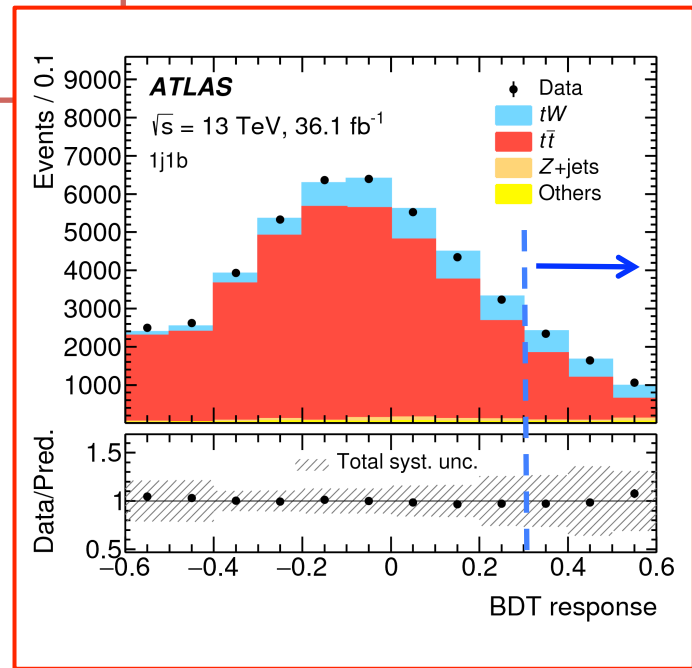 Events / 0.1
9000
8000
7000
6000
5000
4000
3000
2000
1000
ATLAS
√s = 13 TeV, 36.1 fb⁻¹
1j1b
Data
tW
tt̄
Z+jets
Others
Data/Pred.
1.5
1
0.5
Total syst. unc.
−0.6 −0.4 −0.2 0 0.2 0.4 0.6
BDT response